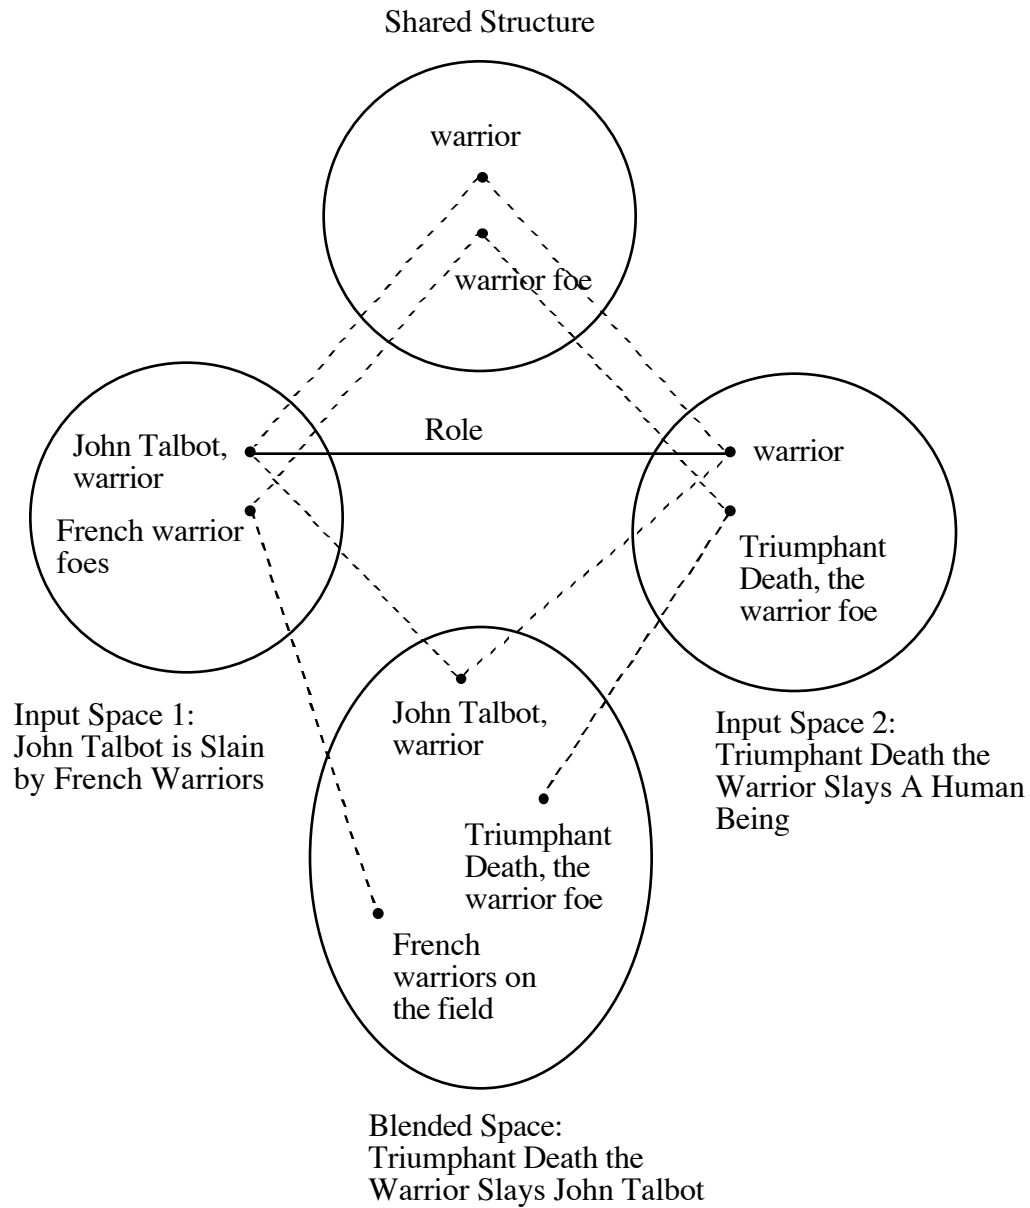 Shared Structure
warrior
warrior foe
Role
John Talbot,
warrior
French warrior
foes
warrior
Triumphant
Death, the
warrior foe
Input Space 1:
John Talbot is Slain
by French Warriors
John Talbot,
warrior
Triumphant
Death, the
warrior foe
French
warriors on
the field
Input Space 2:
Triumphant Death the
Warrior Slays A Human
Being
Blended Space:
Triumphant Death the
Warrior Slays John Talbot